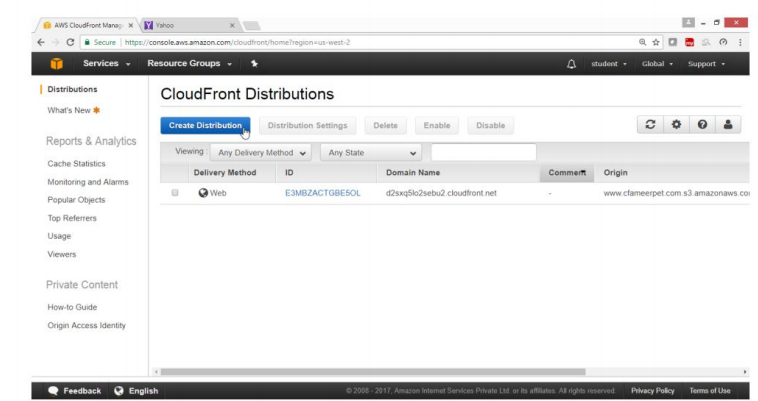 AWS CloudFront Manag
Yahoo
Secure | https://console.aws.amazon.com/cloudfront/home?region=us-west-2
Services
Resource Groups
student
Global
Support
Distributions
What's New
Reports & Analytics
Cache Statistics
Monitoring and Alarms
Popular Objects
Top Referrers
Usage
Viewers
Private Content
How-to Guide
Origin Access Identity
CloudFront Distributions
Create Distribution
Distribution Settings
Delete
Enable
Disable
Viewing :
Any Delivery Method
Any State
Delivery Method
ID
Domain Name
Comment
Origin
Web
E3MBZACTGBE5OL
d2sxq5lo2sebu2.cloudfront.net
-
www.cfameerpet.com.s3.amazonaws.co
Feedback
English
© 2008 - 2017, Amazon Internet Services Private Ltd. or its affiliates. All rights reserved.
Privacy Policy
Terms of Use